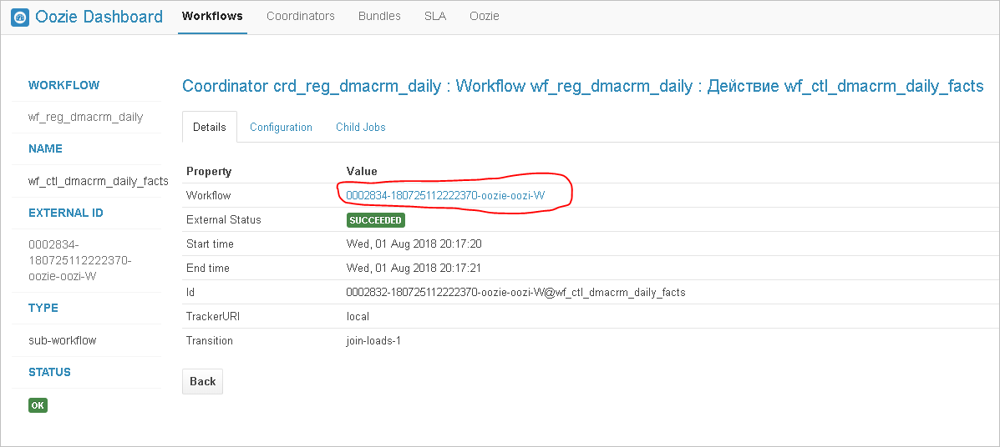 Oozie Dashboard Workflows Coordinators Bundles SLA Oozie
WORKFLOW
wf_reg_dmacrm_daily
NAME
wf_ctl_dmacrm_daily_facts
EXTERNAL ID
0002834-
180725112222370-
oozie-oozi-W
TYPE
sub-workflow
STATUS
OK
Coordinator crd_reg_dmacrm_daily : Workflow wf_reg_dmacrm_daily : Действие wf_ctl_dmacrm_daily_facts
Details Configuration Child Jobs
Property Value
Workflow 0002834-180725112222370-oozie-oozi-W
External Status SUCCEEDED
Start time Wed, 01 Aug 2018 20:17:20
End time Wed, 01 Aug 2018 20:17:21
Id 0002832-180725112222370-oozie-oozi-W@wf_ctl_dmacrm_daily_facts
TrackerURI local
Transition join-loads-1
Back